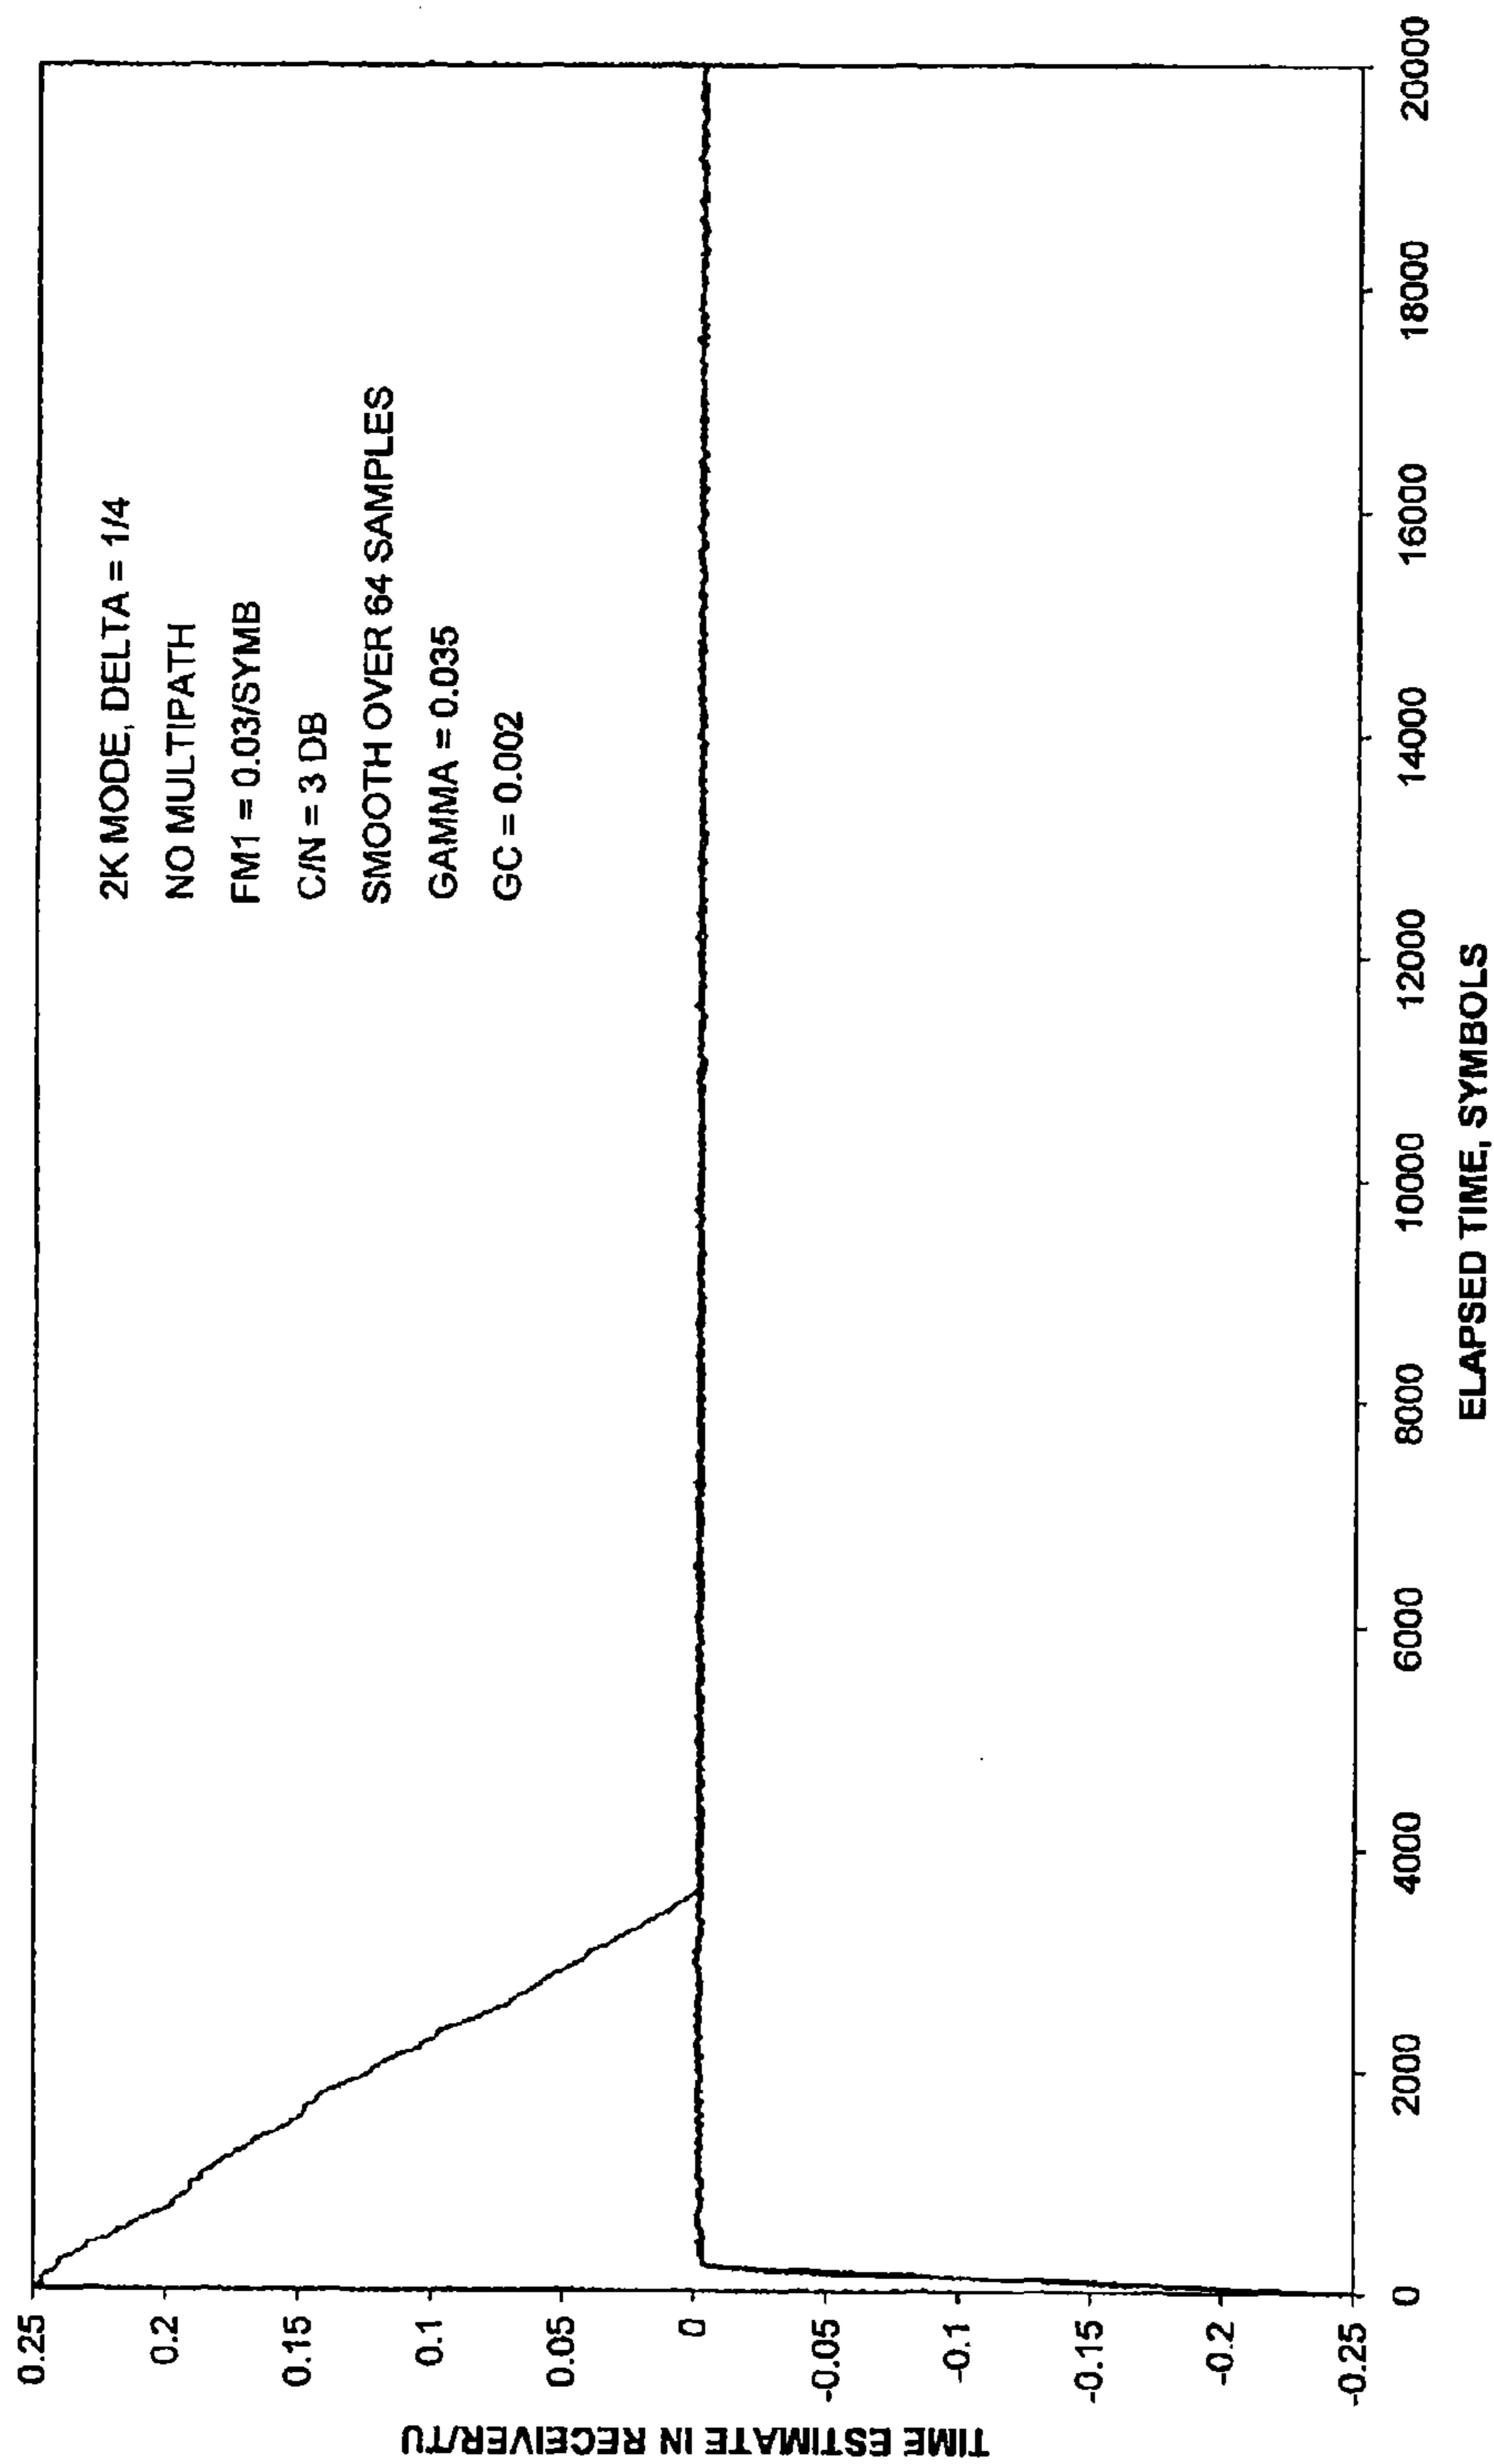 2K MODE, DELTA = 1/4
NO MULTIPATH
FM1 = 0.03/SYMB
C/N = 3 DB
SMOOTH OVER 64 SAMPLES
GAMMA = 0.035
GC = 0.002
0.25
0.2
0.15
0.1
0.05
0
-0.05
-0.1
-0.15
-0.2
-0.25
TIME ESTIMATE IN RECEIVER/TU
0
2000
4000
6000
8000
10000
12000
14000
16000
18000
20000
ELAPSED TIME, SYMBOLS